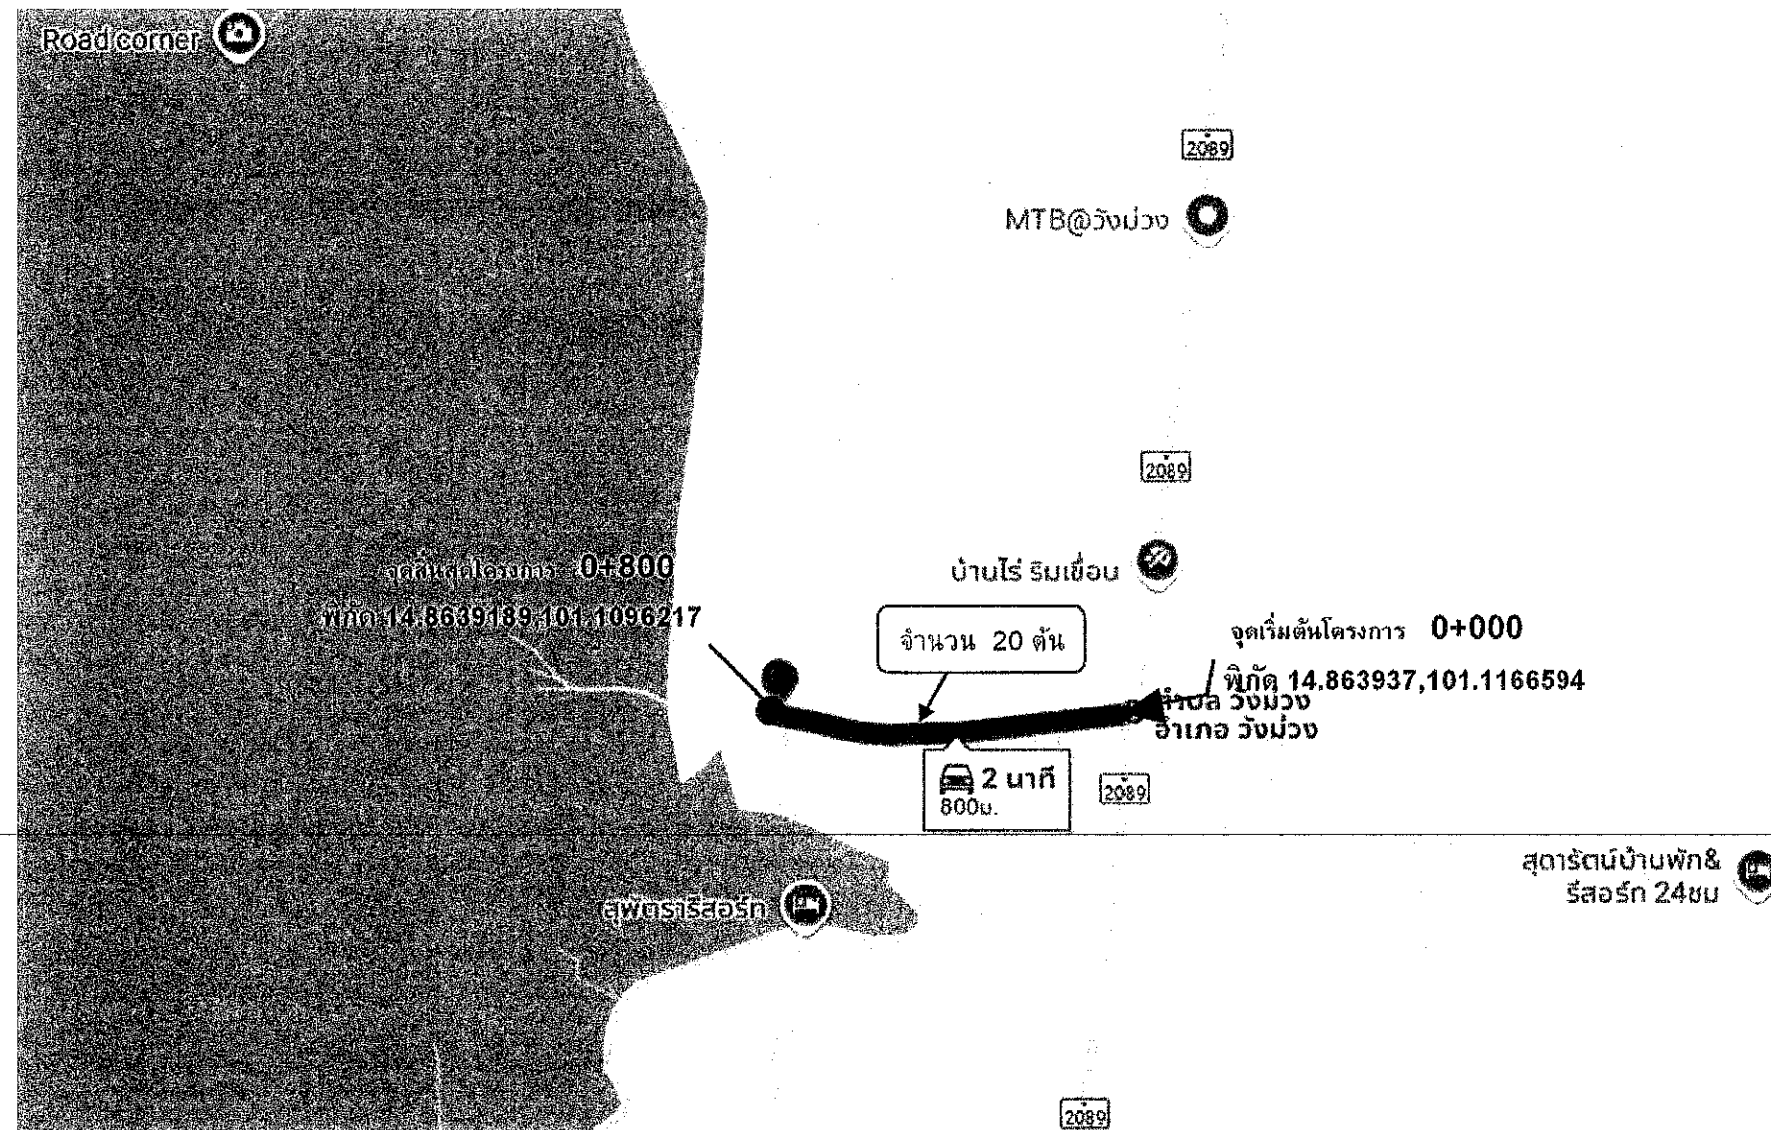 Road corner
2089
MTB@วังม่วง
2089
บ้านไร่ ริมเขื่อน
จุดสิ้นสุดโครงการ 0+800
พิกัด 14.8639189,101.1096217
จำนวน 20 ต้น
จุดเริ่มต้นโครงการ 0+000
พิกัด 14.863937,101.1166594
ตำบล วังม่วง
อำเภอ วังม่วง
2 นาที
800ม.
2089
สุดารัตน์บ้านพัก&
รีสอร์ท 24ชม
สุพัตรารีสอร์ท
2089